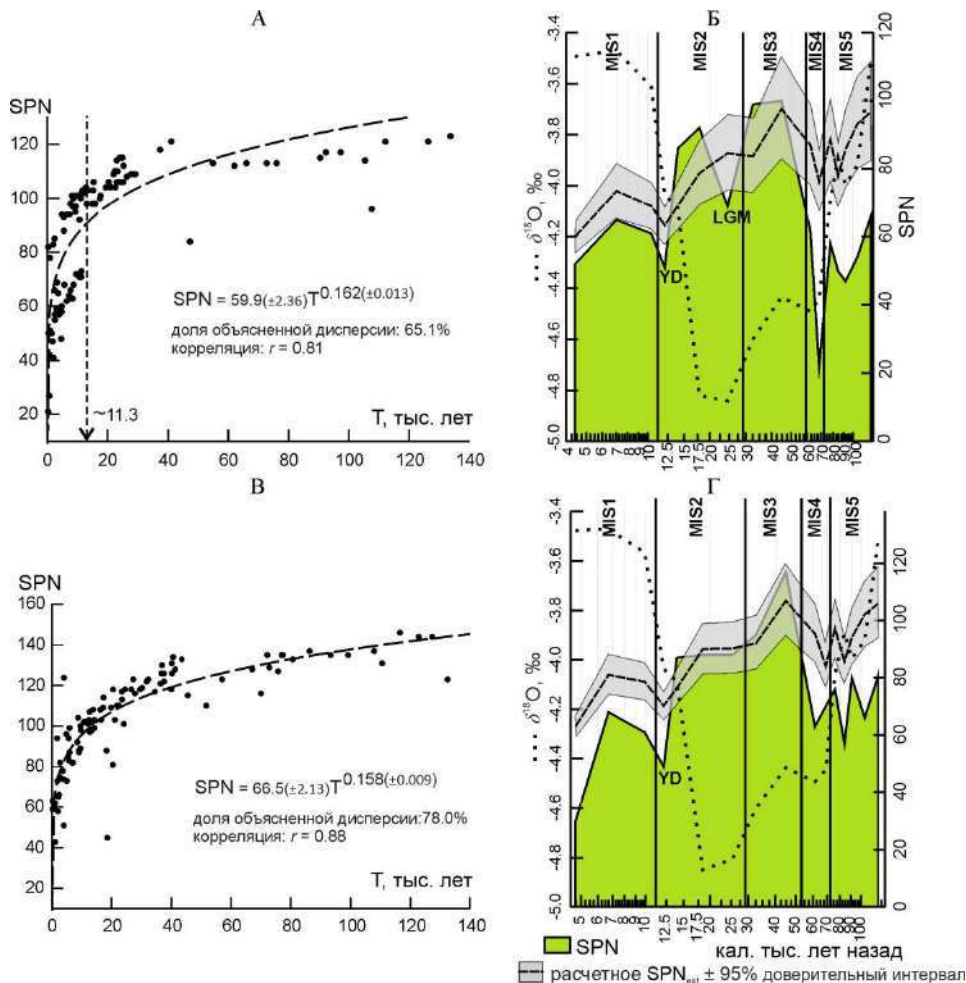 А
SPN
120
100
80
60
40
20
0 20 40 60 80 100 120 140
~11.3
T, тыс. лет
SPN = 59.9(±2.36)T^0.162(±0.013)
доля объясненной дисперсии: 65.1%
корреляция: r = 0.81
Б
-3.4
-3.6
-3.8
-4.0
-4.2
-4.4
-4.6
-4.8
-5.0
δ18O, ‰
MIS1
MIS2
MIS3
MIS4
MIS5
YD
LGM
120
100
80
60
40
20
0
SPN
4 5 6 7 8 9 10 12.5 15 17.5 20 25 30 40 50 60 70 80 90 100
В
SPN
160
140
120
100
80
60
40
20
0 20 40 60 80 100 120 140
T, тыс. лет
SPN = 66.5(±2.13)T^0.158(±0.009)
доля объясненной дисперсии:78.0%
корреляция: r = 0.88
Г
-3.4
-3.6
-3.8
-4.0
-4.2
-4.4
-4.6
-4.8
-5.0
δ18O, ‰
MIS1
MIS2
MIS3
MIS4
MIS5
YD
120
100
80
60
40
20
0
5 6 7 8 9 10 12.5 15 17.5 20 25 30 40 50 60 70 80 90 100
SPN
кал. тыс. лет назад
расчетное SPN est ± 95% доверительный интервал